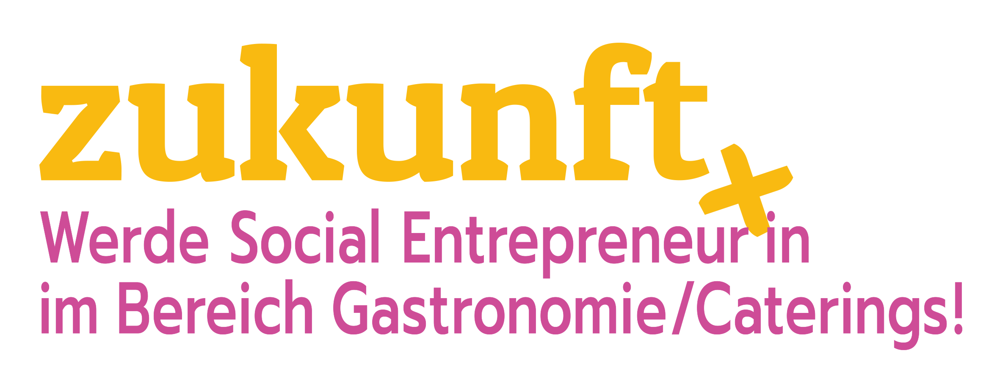 zukunft+
Werde Social Entrepreneur in
im Bereich Gastronomie/Caterings!